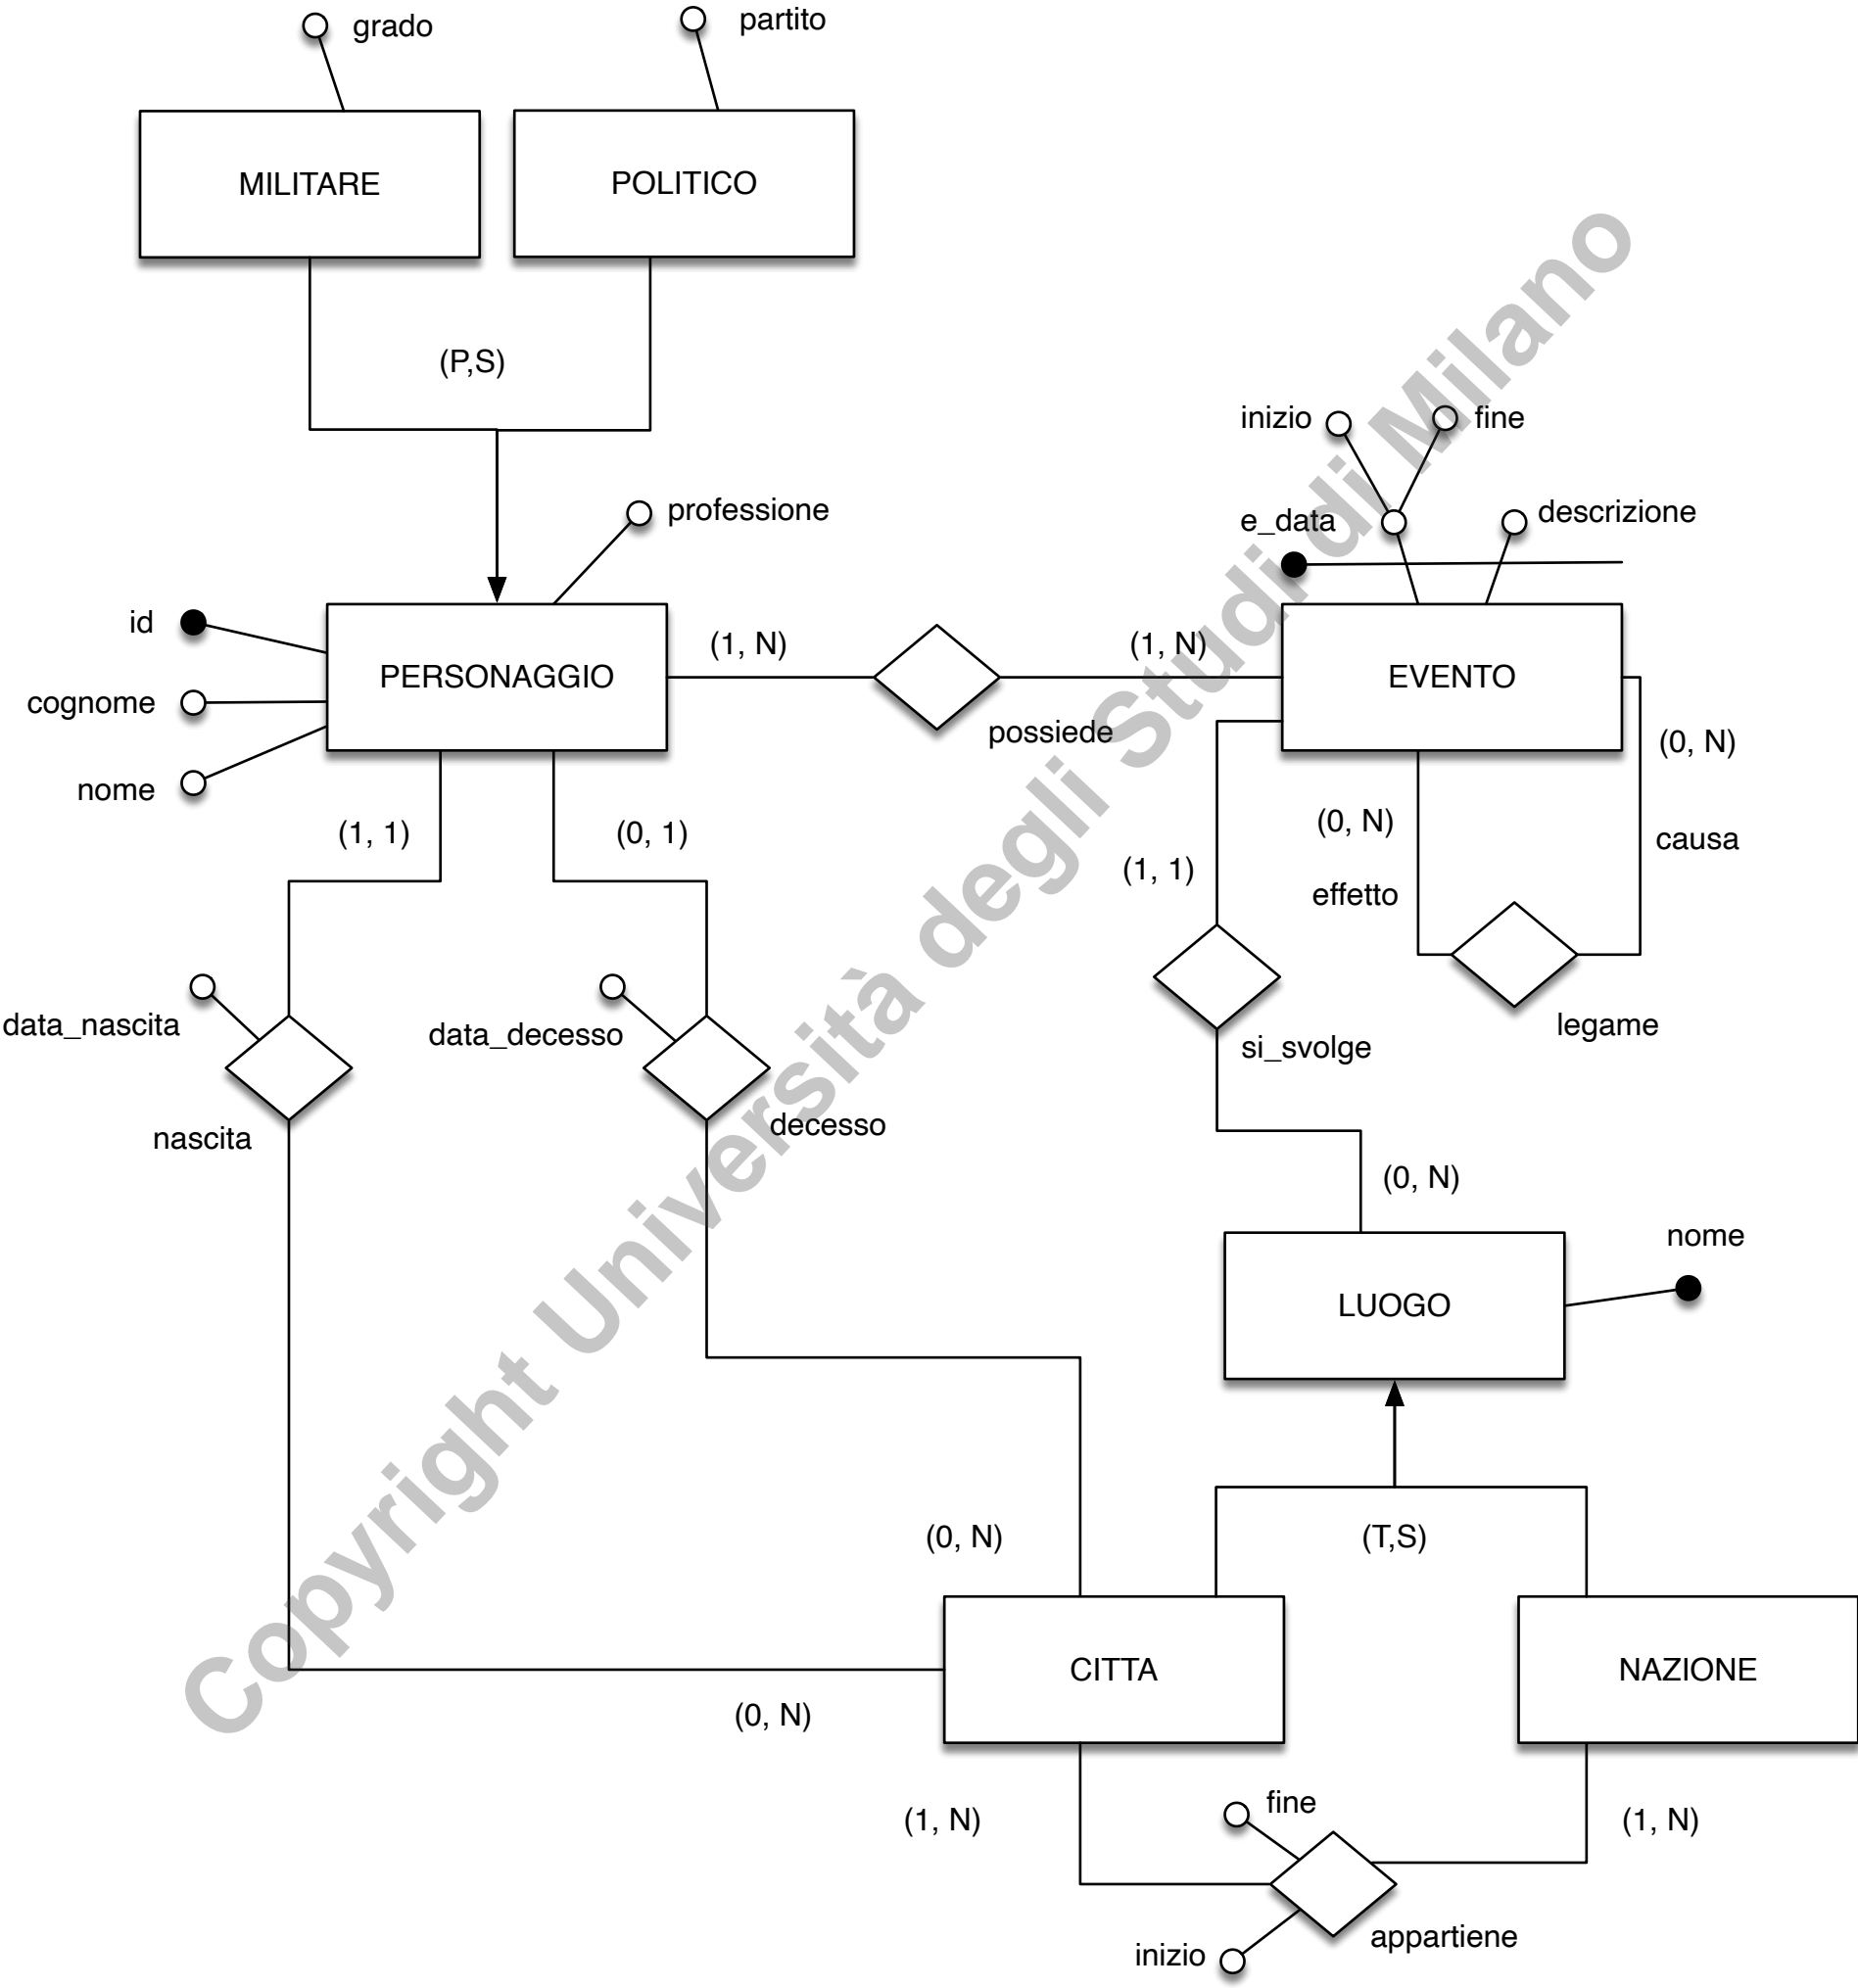 grado
partito
MILITARE
POLITICO
(P,S)
inizio
fine
professione
e_data
descrizione
id
(1, N)
(1, N)
PERSONAGGIO
EVENTO
cognome
possiede
(0, N)
nome
(1, 1)
(0, 1)
(0, N)
causa
(1, 1)
effetto
data_nascita
data_decesso
legame
si_svolge
nascita
decesso
(0, N)
nome
LUOGO
(0, N)
(T,S)
CITTA
NAZIONE
(0, N)
(1, N)
fine
(1, N)
appartiene
inizio
Copyright Università degli Studi di Milano